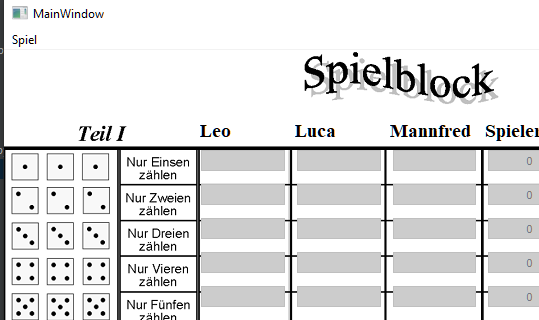 MainWindow
Spiel
Spielblock
Teil I Leo Luca Mannfred Spieler
Nur Einsen
zählen
0
Nur Zweien
zählen
0
Nur Dreien
zählen
0
Nur Vieren
zählen
0
Nur Fünfen
zählen
0